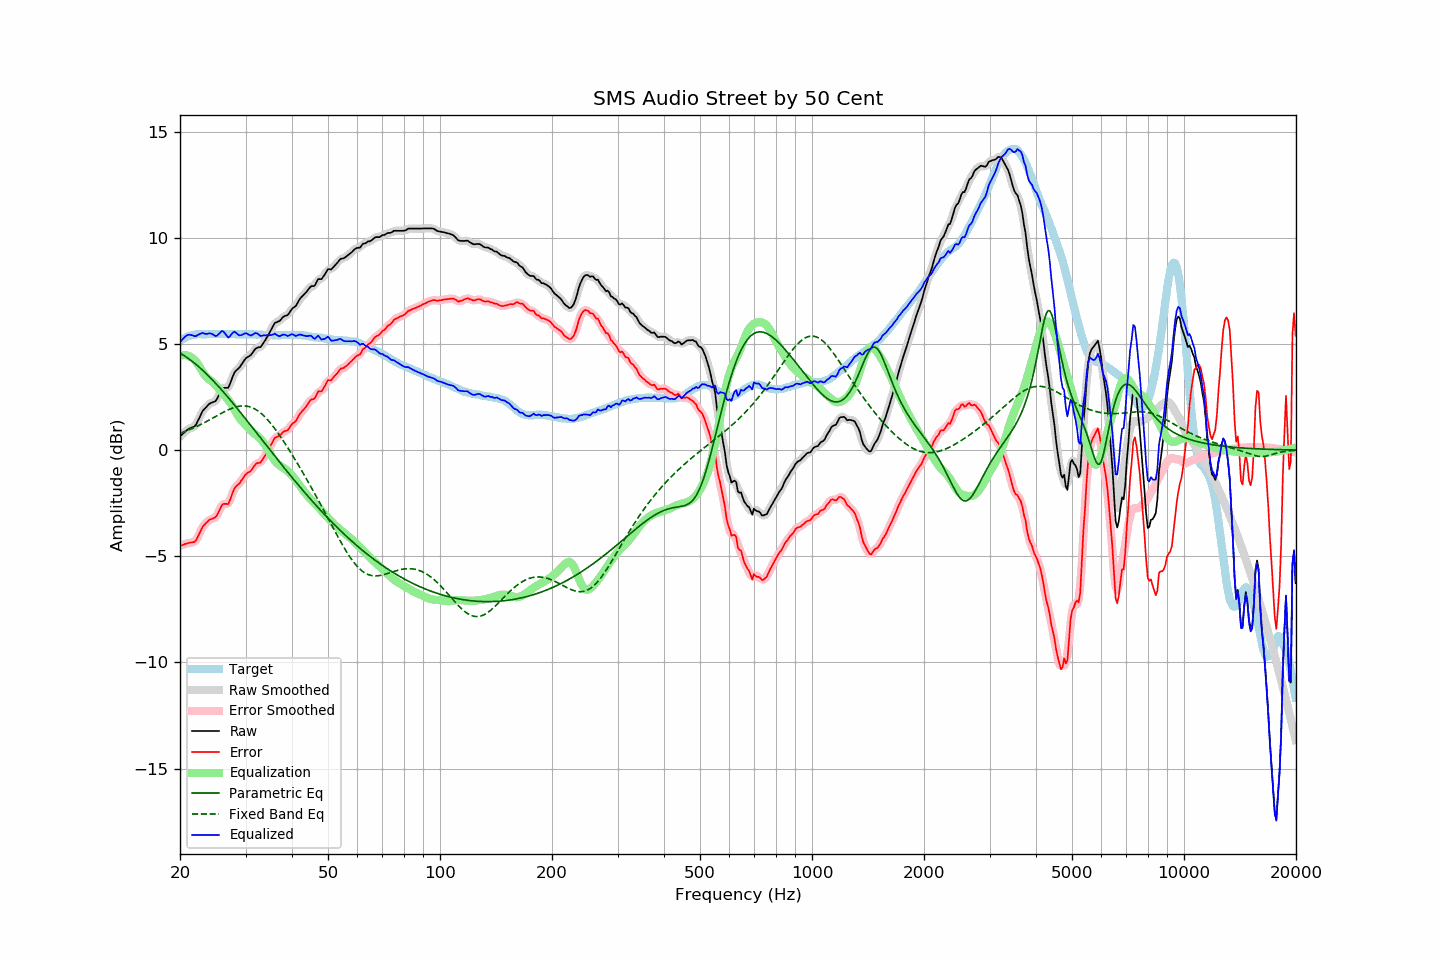 SMS Audio Street by 50 Cent
Amplitude (dBr)
15
10
5
0
−5
−10
−15
Target
Raw Smoothed
Error Smoothed
Raw
Error
Equalization
Parametric Eq
Fixed Band Eq
Equalized
20 50 100 200 500 1000 2000 5000 10000 20000
Frequency (Hz)